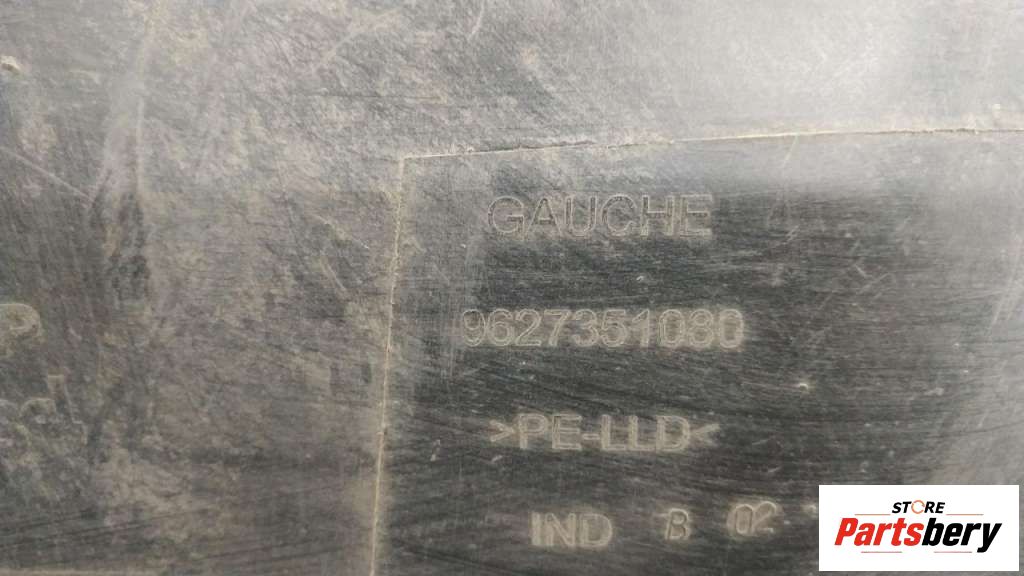 GAUCHE
9627351080
>PE-LLD<
IND B 02
STORE
Partsbery